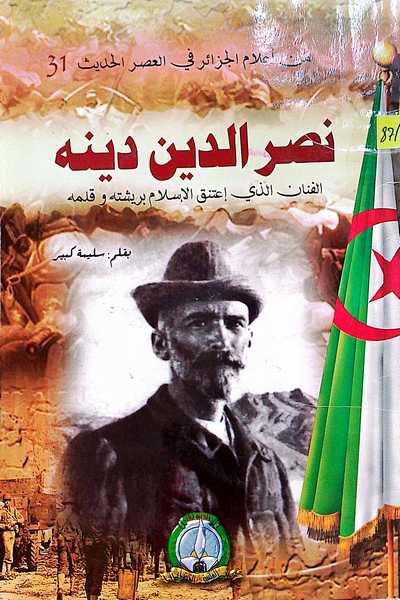 من أعلام الجزائر في العصر الحديث 31
87/
نصر الدين دينه
الفنان الذي إعتنق الإسلام بريشته و قلمه
بقلم: سليمة كبير